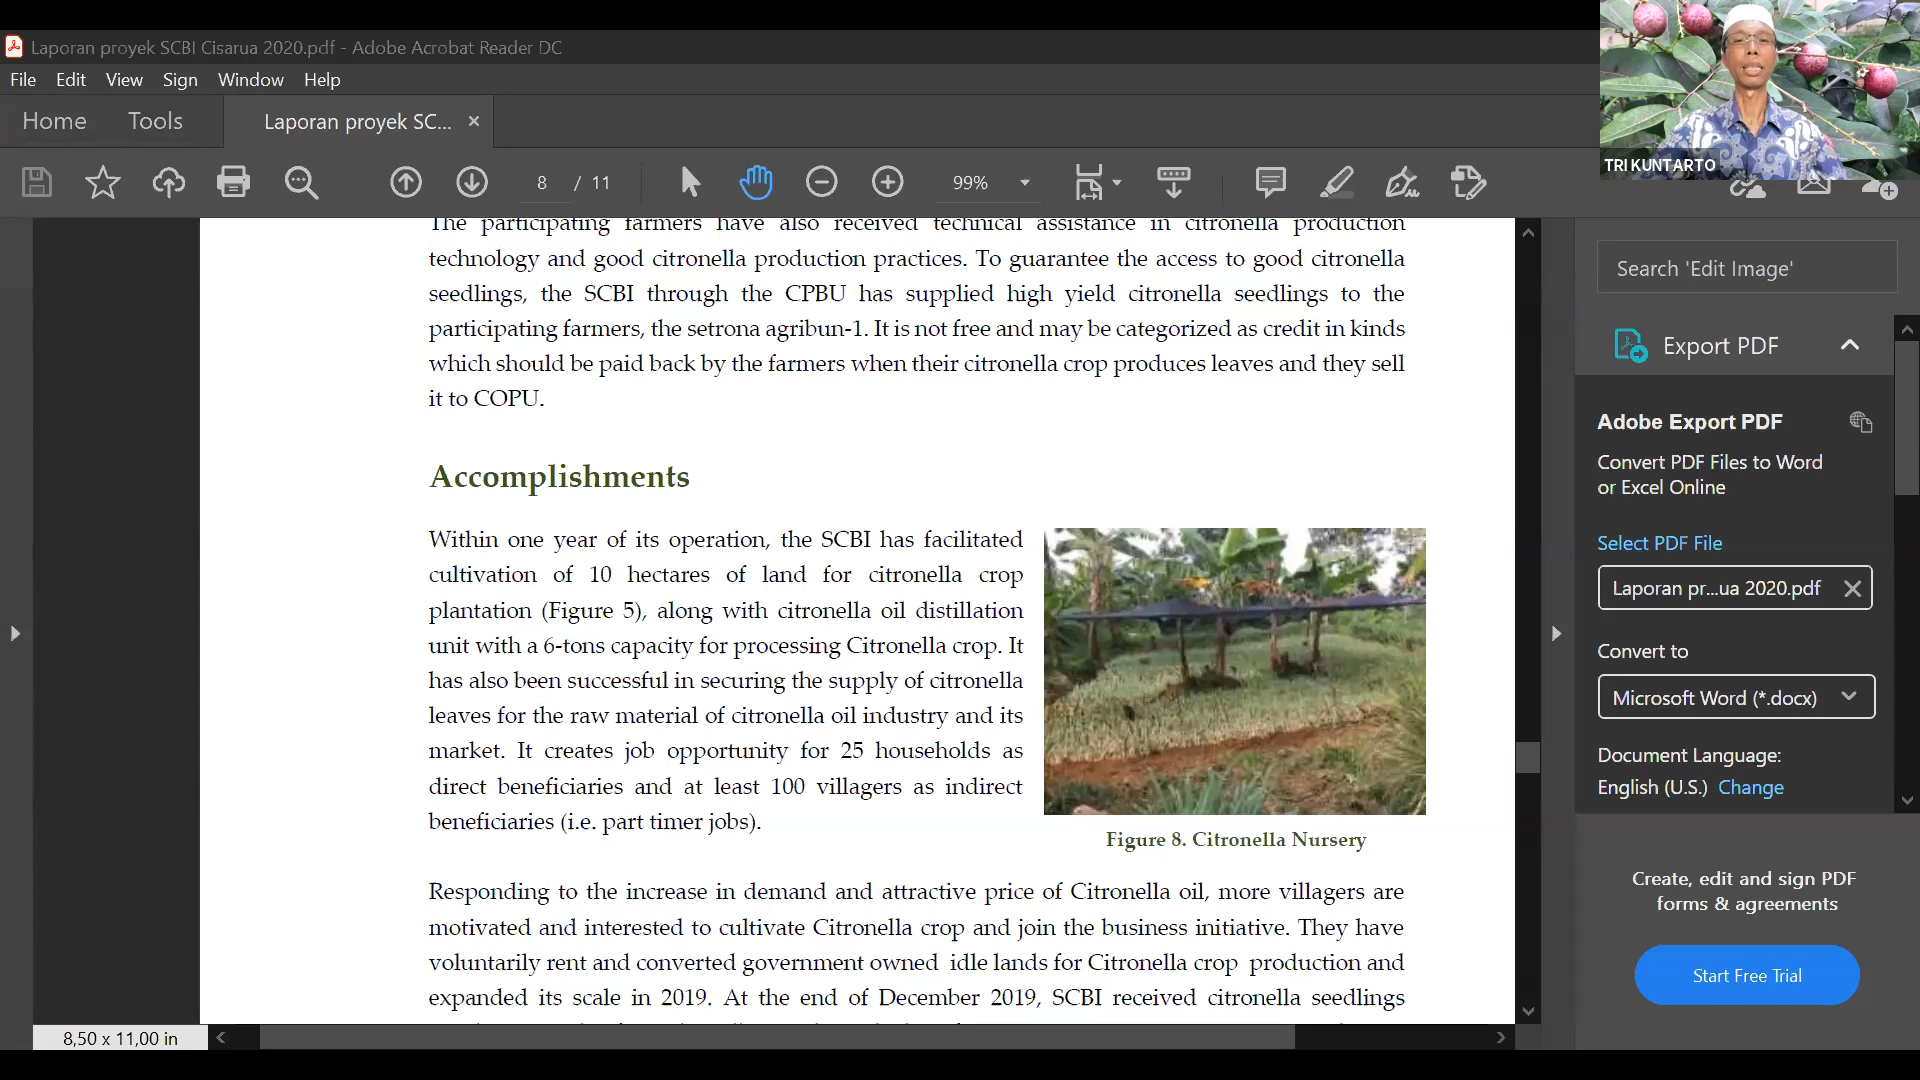 Laporan proyek SCBI Cisarua 2020.pdf - Adobe Acrobat Reader DC
File Edit View Sign Window Help
Home Tools Laporan proyek SC... ×
8 / 11 99%
TRI KUNTARTO
The participating farmers have also received technical assistance in citronella production
technology and good citronella production practices. To guarantee the access to good citronella
seedlings, the SCBI through the CPBU has supplied high yield citronella seedlings to the
participating farmers, the setrona agribun-1. It is not free and may be categorized as credit in kinds
which should be paid back by the farmers when their citronella crop produces leaves and they sell
it to COPU.
Accomplishments
Within one year of its operation, the SCBI has facilitated
cultivation of 10 hectares of land for citronella crop
plantation (Figure 5), along with citronella oil distillation
unit with a 6-tons capacity for processing Citronella crop. It
has also been successful in securing the supply of citronella
leaves for the raw material of citronella oil industry and its
market. It creates job opportunity for 25 households as
direct beneficiaries and at least 100 villagers as indirect
beneficiaries (i.e. part timer jobs).
Figure 8. Citronella Nursery
Responding to the increase in demand and attractive price of Citronella oil, more villagers are
motivated and interested to cultivate Citronella crop and join the business initiative. They have
voluntarily rent and converted government owned idle lands for Citronella crop production and
expanded its scale in 2019. At the end of December 2019, SCBI received citronella seedlings
8,50 x 11,00 in
Search 'Edit Image'
Export PDF
Adobe Export PDF
Convert PDF Files to Word
or Excel Online
Select PDF File
Laporan pr...ua 2020.pdf
Convert to
Microsoft Word (*.docx)
Document Language:
English (U.S.) Change
Create, edit and sign PDF
forms & agreements
Start Free Trial